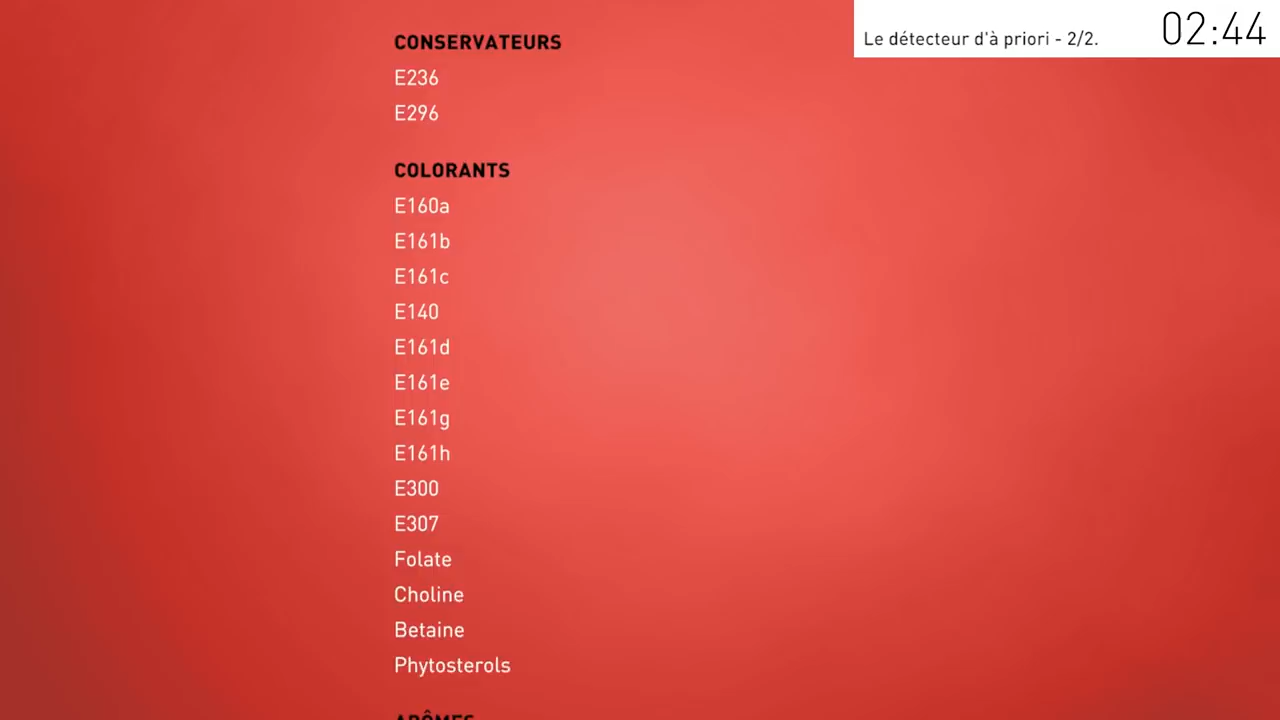 Le détecteur d'à priori - 2/2.
02:44
CONSERVATEURS
E236
E296
COLORANTS
E160a
E161b
E161c
E140
E161d
E161e
E161g
E161h
E300
E307
Folate
Choline
Betaine
Phytosterols
ARÔMES